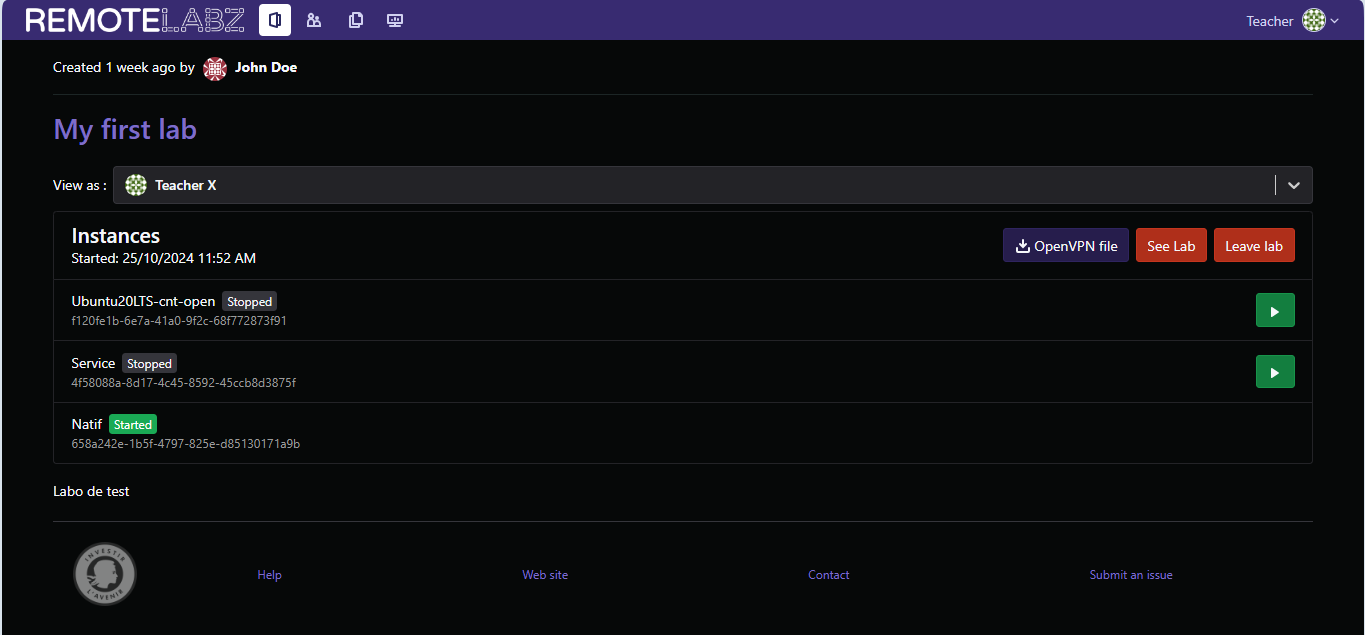 REMOTELABZ
Teacher
Created 1 week ago by John Doe
My first lab
View as : Teacher X
Instances
Started: 25/10/2024 11:52 AM
OpenVPN file See Lab Leave lab
Ubuntu20LTS-cnt-open Stopped
f120fe1b-6e7a-41a0-9f2c-68f772873f91
Service Stopped
4f58088a-8d17-4c45-8592-45ccb8d3875f
Natif Started
658a242e-1b5f-4797-825e-d85130171a9b
Labo de test
INVESTIR
L'AVENIR
Help Web site Contact Submit an issue